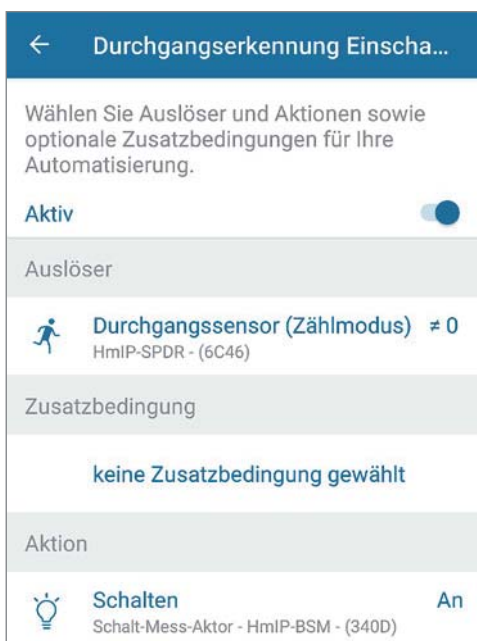 Durchgangserkennung Einscha...
Wählen Sie Auslöser und Aktionen sowie
optionale Zusatzbedingungen für Ihre
Automatisierung.
Aktiv
Auslöser
Durchgangssensor (Zählmodus) ≠ 0
HmIP-SPDR - (6C46)
Zusatzbedingung
keine Zusatzbedingung gewählt
Aktion
Schalten An
Schalt-Mess-Aktor - HmIP-BSM - (340D)